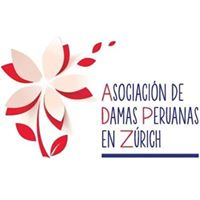 ASOCIACIÓN DE
DAMAS PERUANAS
EN ZÚRICH
A D P Z